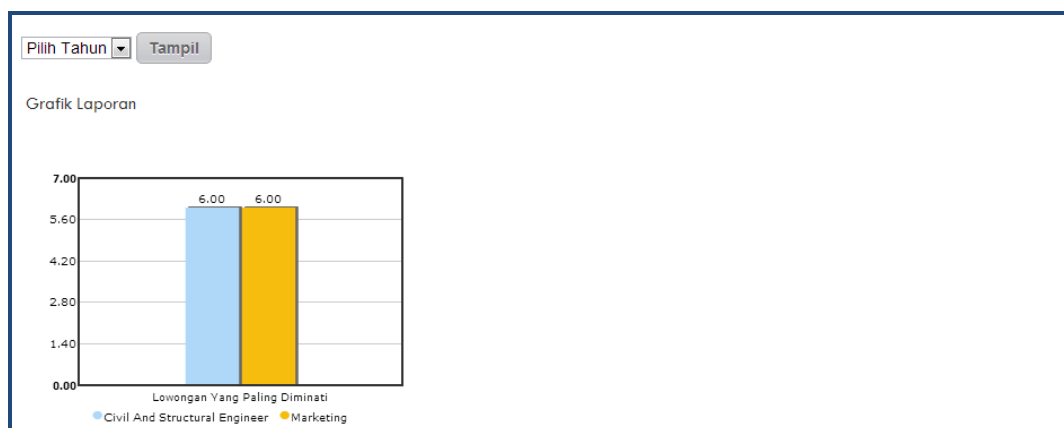 Pilih Tahun Tampil
Grafik Laporan
7.00
6.00 6.00
5.60
4.20
2.80
1.40
0.00
Lowongan Yang Paling Diminati
Civil And Structural Engineer Marketing